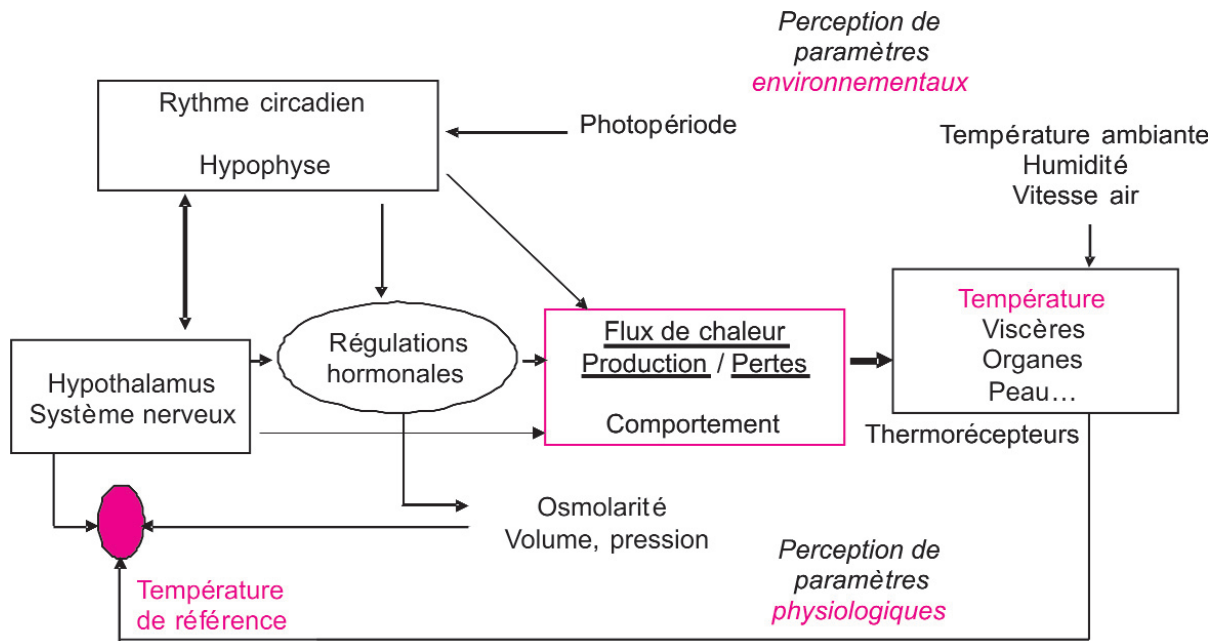 Perception de
paramètres
environnementaux
Rythme circadien
Hypophyse
Photopériode
Température ambiante
Humidité
Vitesse air
Température
Viscères
Organes
Peau…
Thermorécepteurs
Flux de chaleur
Production / Pertes
Comportement
Régulations
hormonales
Hypothalamus
Système nerveux
Osmolarité
Volume, pression
Perception de
paramètres
physiologiques
Température
de référence